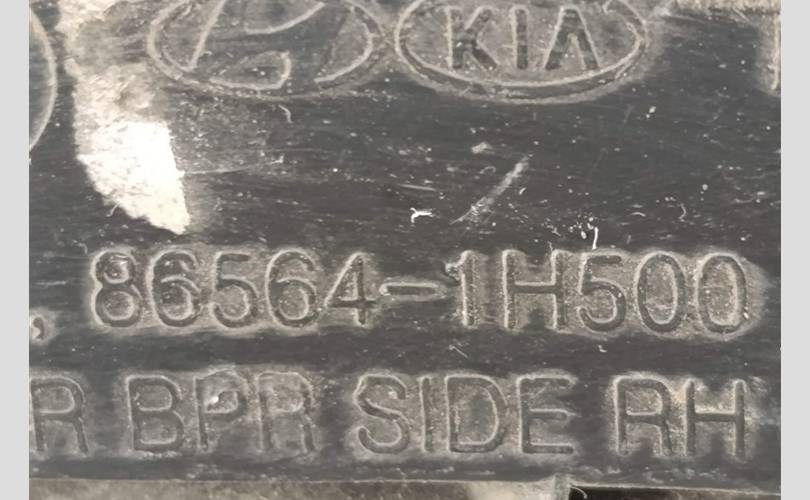 KIA
, 86564-1H500
R BPR SIDE RH